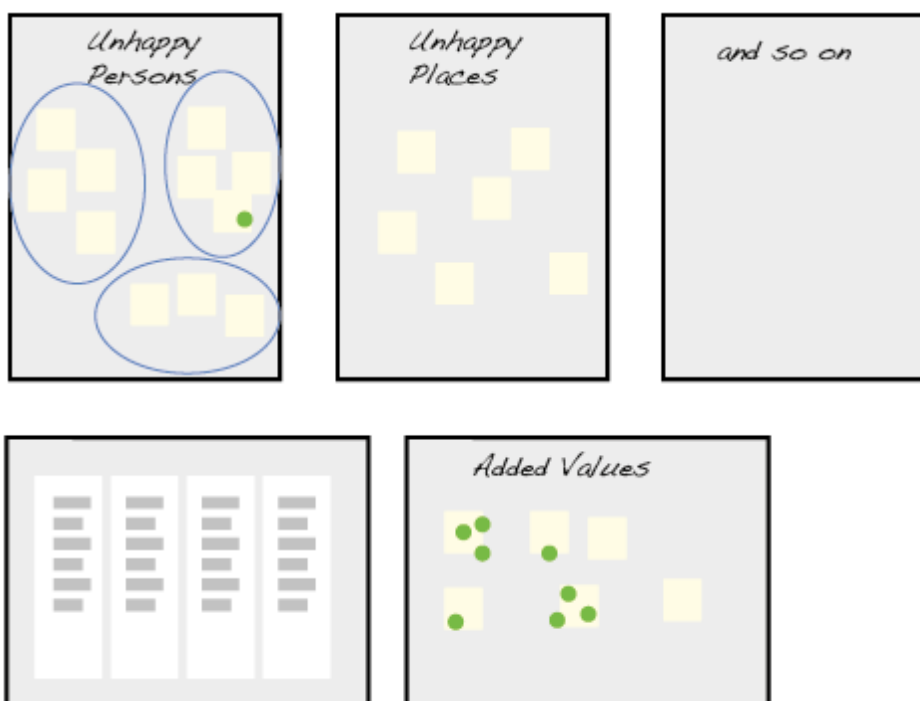 Unhappy
Persons
Unhappy
Places
and so on
Added Values